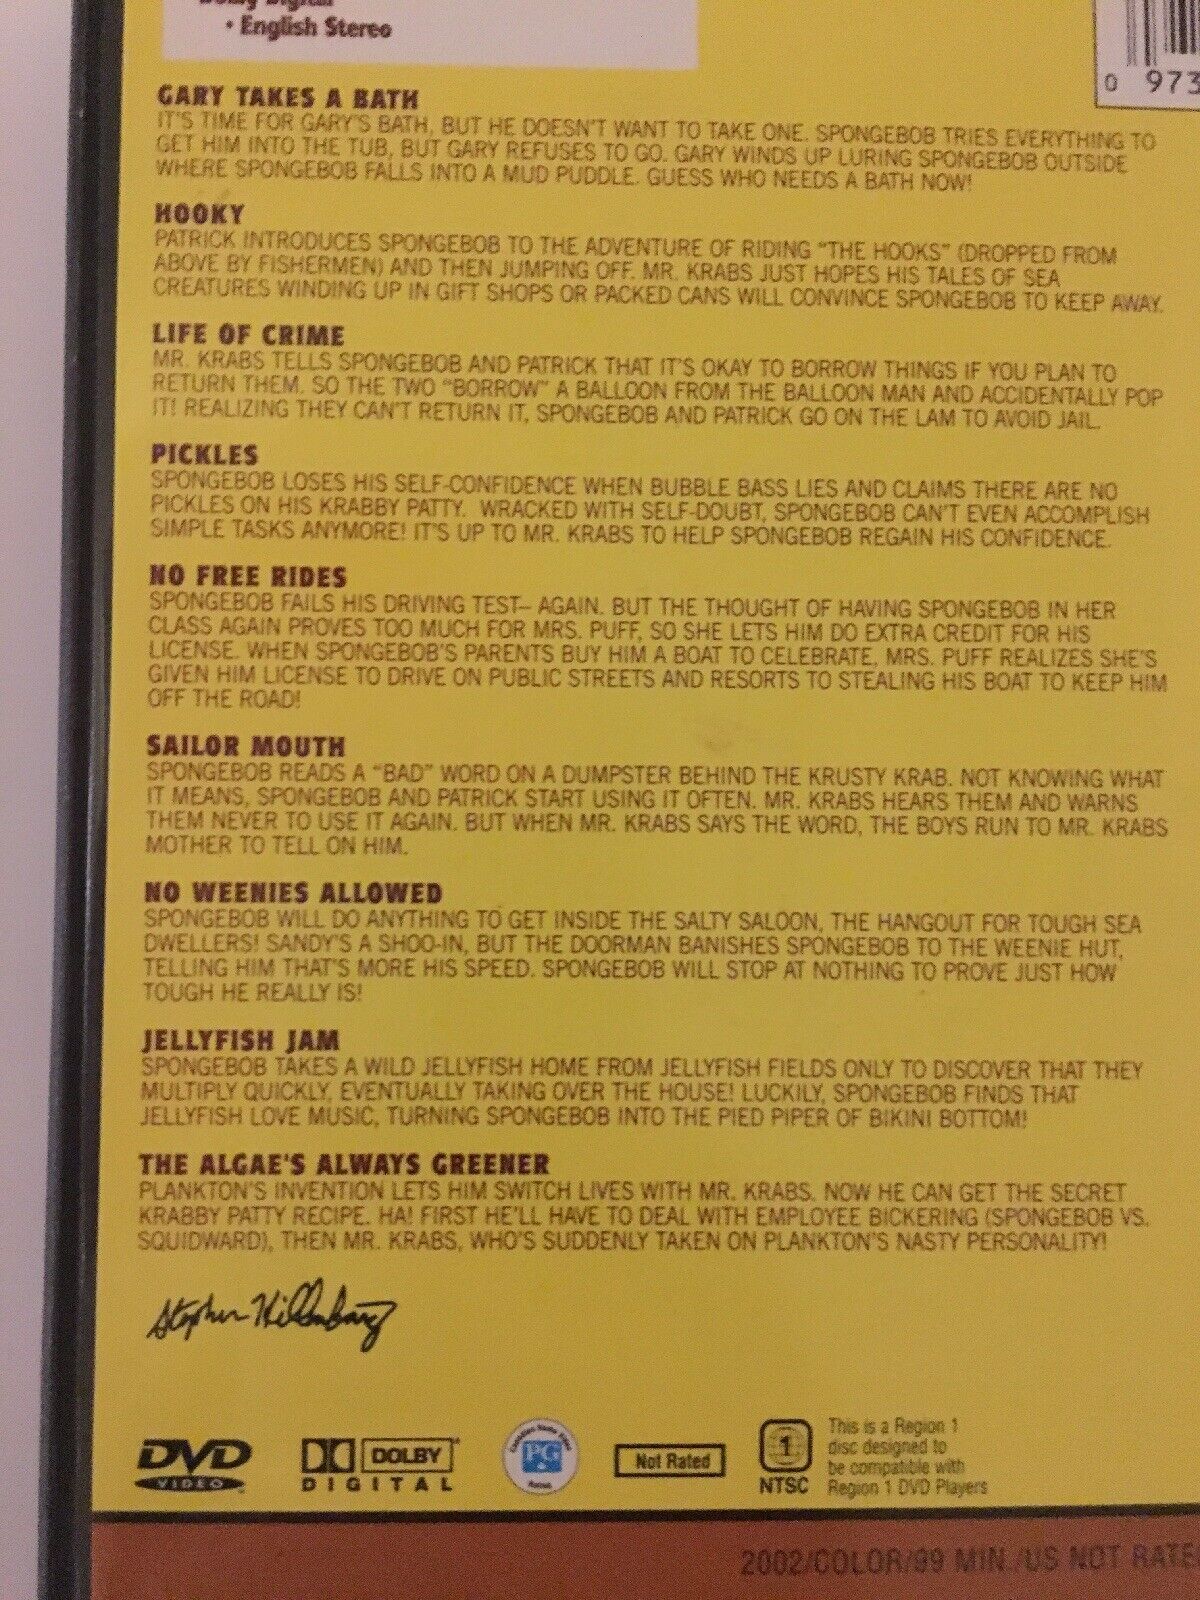 Dolby Digital
• English Stereo
0 973
GARY TAKES A BATH
IT'S TIME FOR GARY'S BATH, BUT HE DOESN'T WANT TO TAKE ONE. SPONGEBOB TRIES EVERYTHING TO
GET HIM INTO THE TUB, BUT GARY REFUSES TO GO. GARY WINDS UP LURING SPONGEBOB OUTSIDE
WHERE SPONGEBOB FALLS INTO A MUD PUDDLE. GUESS WHO NEEDS A BATH NOW!
HOOKY
PATRICK INTRODUCES SPONGEBOB TO THE ADVENTURE OF RIDING "THE HOOKS" (DROPPED FROM
ABOVE BY FISHERMEN) AND THEN JUMPING OFF. MR. KRABS JUST HOPES HIS TALES OF SEA
CREATURES WINDING UP IN GIFT SHOPS OR PACKED CANS WILL CONVINCE SPONGEBOB TO KEEP AWAY.
LIFE OF CRIME
MR. KRABS TELLS SPONGEBOB AND PATRICK THAT IT'S OKAY TO BORROW THINGS IF YOU PLAN TO
RETURN THEM. SO THE TWO "BORROW" A BALLOON FROM THE BALLOON MAN AND ACCIDENTALLY POP
IT! REALIZING THEY CAN'T RETURN IT, SPONGEBOB AND PATRICK GO ON THE LAM TO AVOID JAIL.
PICKLES
SPONGEBOB LOSES HIS SELF-CONFIDENCE WHEN BUBBLE BASS LIES AND CLAIMS THERE ARE NO
PICKLES ON HIS KRABBY PATTY. WRACKED WITH SELF-DOUBT, SPONGEBOB CAN'T EVEN ACCOMPLISH
SIMPLE TASKS ANYMORE! IT'S UP TO MR. KRABS TO HELP SPONGEBOB REGAIN HIS CONFIDENCE.
NO FREE RIDES
SPONGEBOB FAILS HIS DRIVING TEST– AGAIN. BUT THE THOUGHT OF HAVING SPONGEBOB IN HER
CLASS AGAIN PROVES TOO MUCH FOR MRS. PUFF, SO SHE LETS HIM DO EXTRA CREDIT FOR HIS
LICENSE. WHEN SPONGEBOB'S PARENTS BUY HIM A BOAT TO CELEBRATE, MRS. PUFF REALIZES SHE'S
GIVEN HIM LICENSE TO DRIVE ON PUBLIC STREETS AND RESORTS TO STEALING HIS BOAT TO KEEP HIM
OFF THE ROAD!
SAILOR MOUTH
SPONGEBOB READS A "BAD" WORD ON A DUMPSTER BEHIND THE KRUSTY KRAB. NOT KNOWING WHAT
IT MEANS, SPONGEBOB AND PATRICK START USING IT OFTEN. MR. KRABS HEARS THEM AND WARNS
THEM NEVER TO USE IT AGAIN. BUT WHEN MR. KRABS SAYS THE WORD, THE BOYS RUN TO MR. KRABS
MOTHER TO TELL ON HIM.
NO WEENIES ALLOWED
SPONGEBOB WILL DO ANYTHING TO GET INSIDE THE SALTY SALOON, THE HANGOUT FOR TOUGH SEA
DWELLERS! SANDY'S A SHOO-IN, BUT THE DOORMAN BANISHES SPONGEBOB TO THE WEENIE HUT,
TELLING HIM THAT'S MORE HIS SPEED. SPONGEBOB WILL STOP AT NOTHING TO PROVE JUST HOW
TOUGH HE REALLY IS!
JELLYFISH JAM
SPONGEBOB TAKES A WILD JELLYFISH HOME FROM JELLYFISH FIELDS ONLY TO DISCOVER THAT THEY
MULTIPLY QUICKLY, EVENTUALLY TAKING OVER THE HOUSE! LUCKILY, SPONGEBOB FINDS THAT
JELLYFISH LOVE MUSIC, TURNING SPONGEBOB INTO THE PIED PIPER OF BIKINI BOTTOM!
THE ALGAE'S ALWAYS GREENER
PLANKTON'S INVENTION LETS HIM SWITCH LIVES WITH MR. KRABS. NOW HE CAN GET THE SECRET
KRABBY PATTY RECIPE. HA! FIRST HE'LL HAVE TO DEAL WITH EMPLOYEE BICKERING (SPONGEBOB VS.
SQUIDWARD), THEN MR. KRABS, WHO'S SUDDENLY TAKEN ON PLANKTON'S NASTY PERSONALITY!
Stephen Hillenburg
DVD
VIDEO
DOLBY
DIGITAL
PG
Not Rated
1
NTSC
This is a Region 1
disc designed to
be compatible with
Region 1 DVD Players
2002/COLOR/99 MIN./US NOT RATE